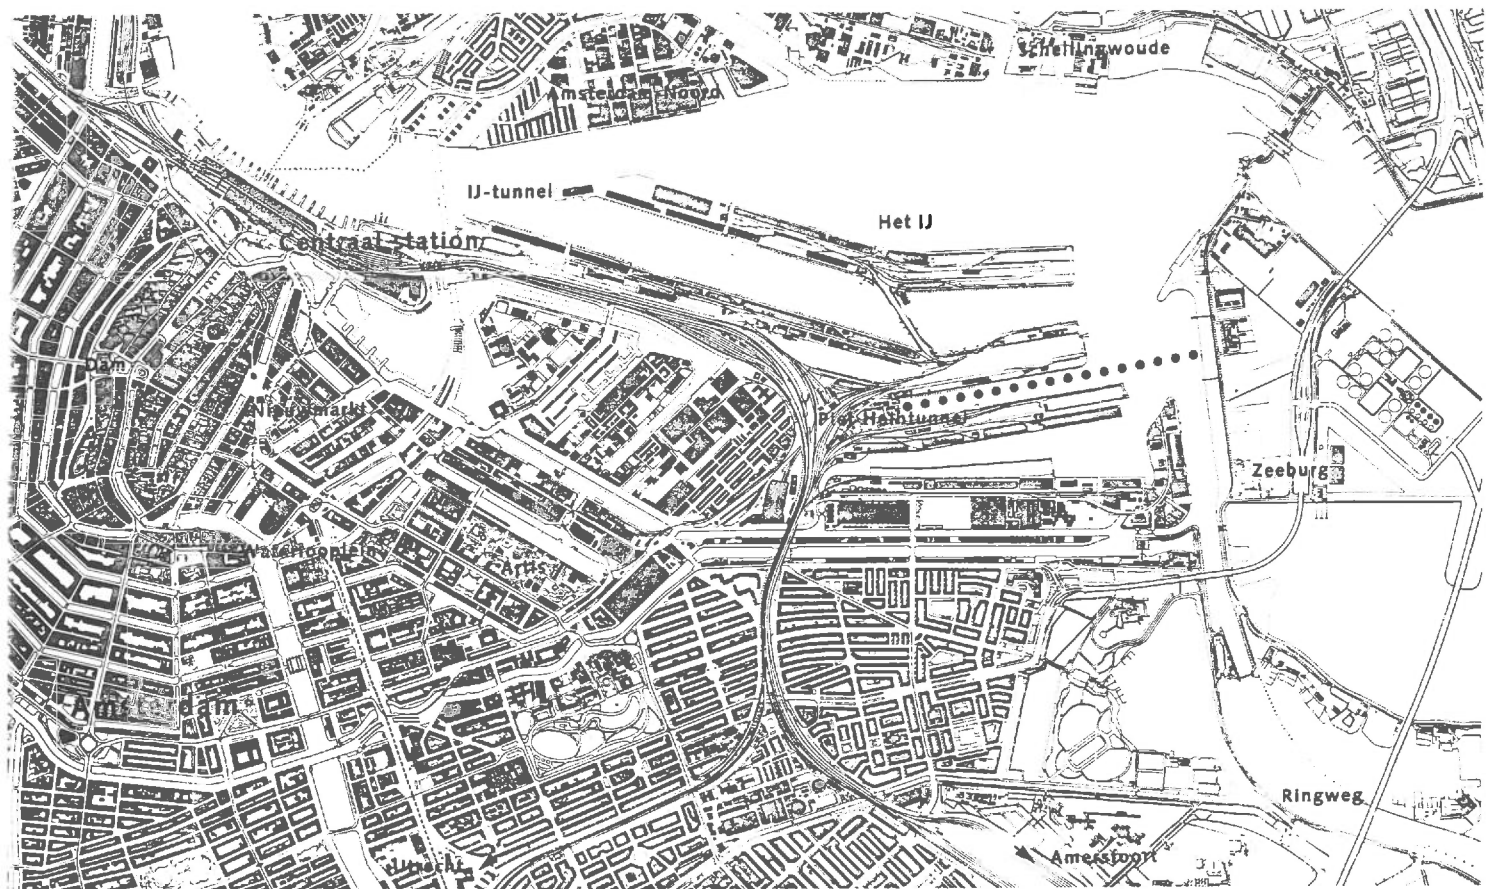 Schellingwoude
Amsterdam-Noord
IJ-tunnel
Het IJ
Centraal station
Dam
Nieuwmarkt
Piet Heintunnel
Zeeburg
Waterlooplein
Artis
Amsterdam
Ringweg
Utrecht
Amersfoort